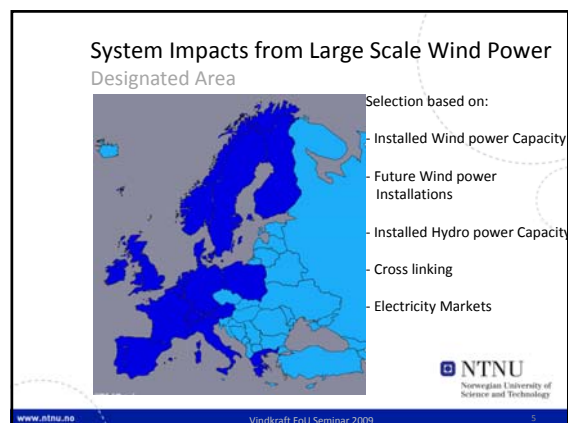 System Impacts from Large Scale Wind Power
Designated Area
Selection based on:
- Installed Wind power Capacity
- Future Wind power
Installations
- Installed Hydro power Capacity
- Cross linking
- Electricity Markets
NTNU
Norwegian University of
Science and Technology
www.ntnu.no
Vindkraft FoU Seminar 2009
5